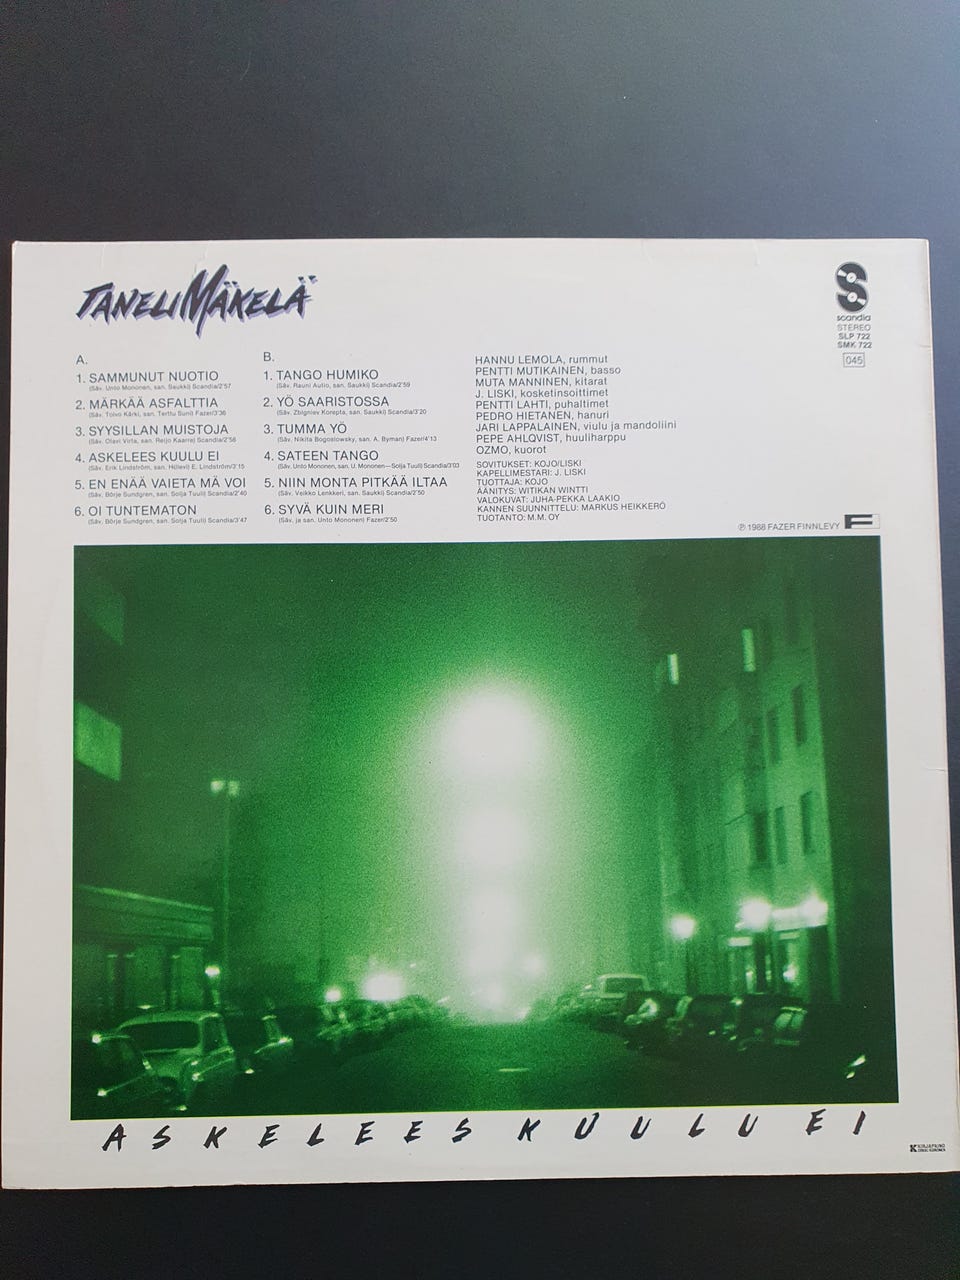 TANELI MÄKELÄ
scandia
STEREO
SLP 722
SMK 722
045
A.
1. SAMMUNUT NUOTIO
(Säv. Unto Mononen, san. Saukki) Scandia/2'57
2. MÄRKÄÄ ASFALTTIA
(Säv. Toivo Kärki, san. Terttu Suni) Fazer/3'36
3. SYYSILLAN MUISTOJA
(Säv. Olavi Virta, san. Reijo Kaarre) Scandia/2'56
4. ASKELEES KUULU EI
(Säv. Erik Lindström, san. Hillevi) E. Lindström/3'15
5. EN ENÄÄ VAIETA MÄ VOI
(Säv. Börje Sundgren, san. Solja Tuuli) Scandia/2'40
6. OI TUNTEMATON
(Säv. Börje Sundgren, san. Solja Tuuli) Scandia/3'47
B.
1. TANGO HUMIKO
(Säv. Rauni Autio, san. Saukki) Scandia/2'59
2. YÖ SAARISTOSSA
(Säv. Zbigniev Korepta, san. Saukki) Scandia/3'20
3. TUMMA YÖ
(Säv. Nikita Bogoslowsky, san. A. Byman) Fazer/4'13
4. SATEEN TANGO
(Säv. Unto Mononen, san. U. Mononen—Solja Tuuli) Scandia/3'03
5. NIIN MONTA PITKÄÄ ILTAA
(Säv. Veikko Lenkkeri, san. Saukki) Scandia/2'50
6. SYVÄ KUIN MERI
(Säv. ja san. Unto Mononen) Fazer/2'50
HANNU LEMOLA, rummut
PENTTI MUTIKAINEN, basso
MUTA MANNINEN, kitarat
J. LISKI, kosketinsoittimet
PENTTI LAHTI, puhaltimet
PEDRO HIETANEN, hanuri
JARI LAPPALAINEN, viulu ja mandoliini
PEPE AHLQVIST, huuliharppu
OZMO, kuorot
SOVITUKSET: KOJO/LISKI
KAPELLIMESTARI: J. LISKI
TUOTTAJA: KOJO
ÄÄNITYS: WITIKAN WINTTI
VALOKUVAT: JUHA-PEKKA LAAKIO
KANNEN SUUNNITTELU: MARKUS HEIKKERÖ
TUOTANTO: M.M. OY
℗ 1988 FAZER FINNLEVY
ASKELEES KUULU EI